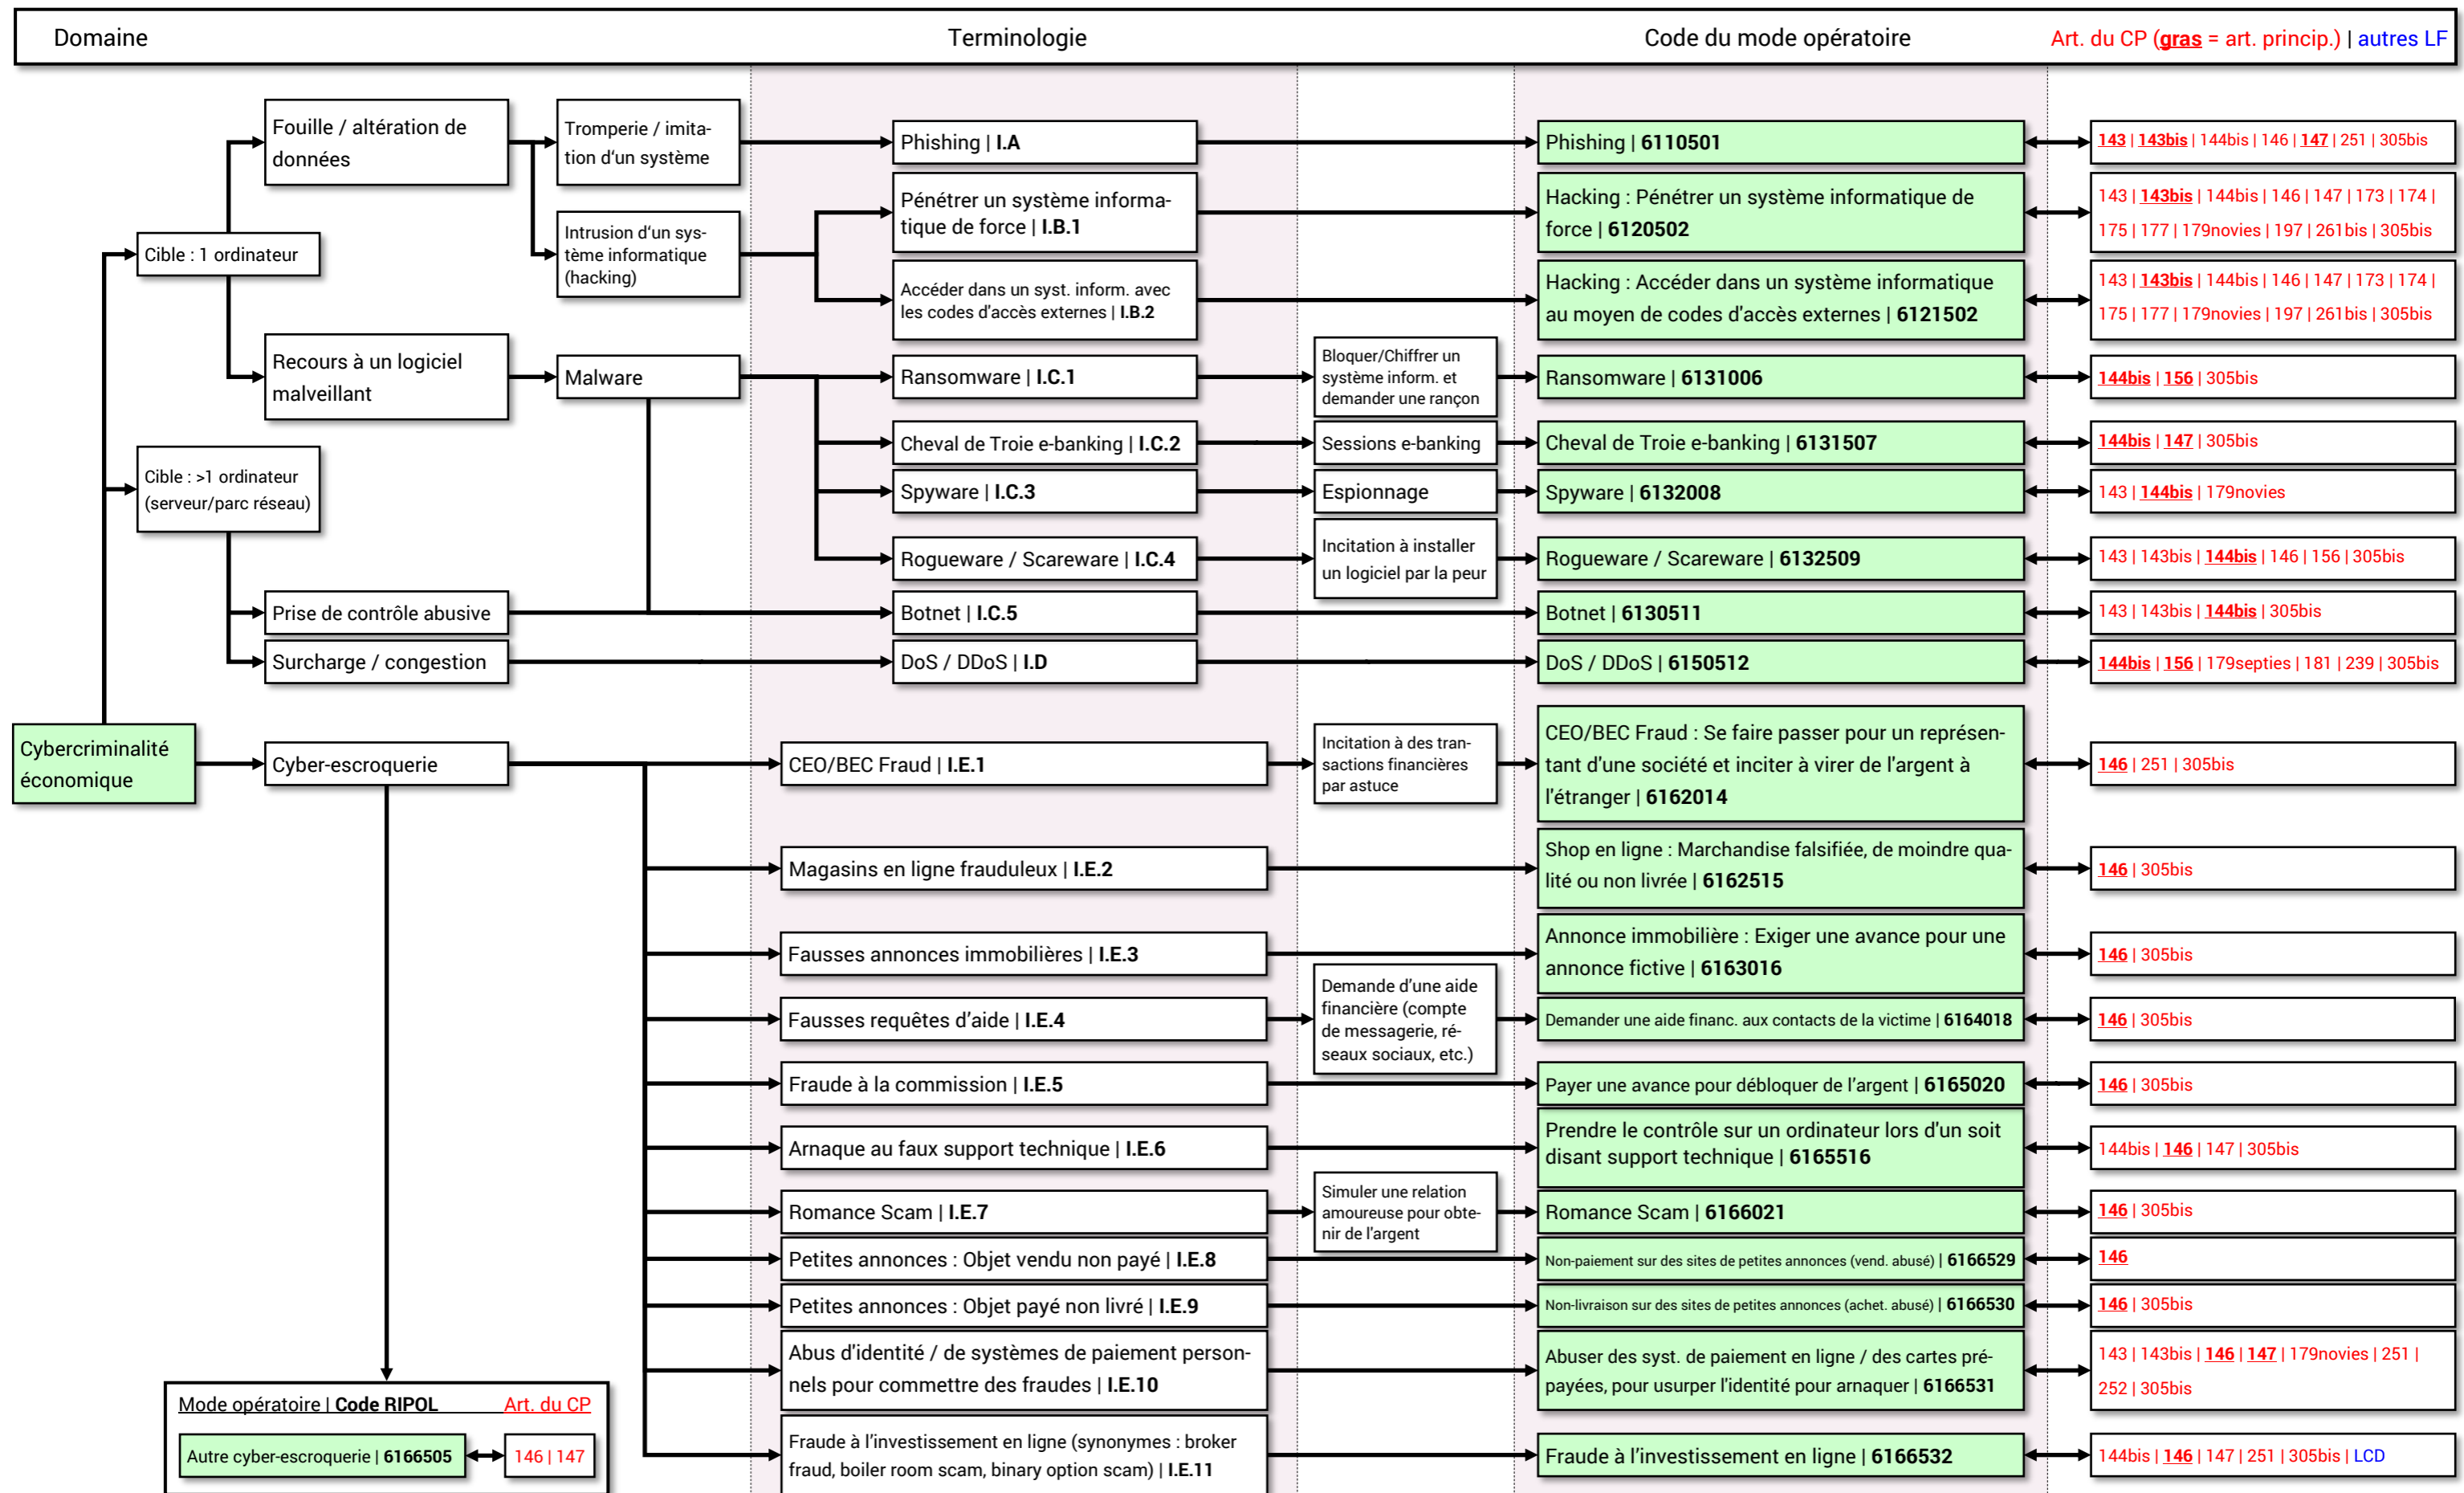 Domaine
Terminologie
Code du mode opératoire
Art. du CP (gras = art. princip.) | autres LF
Fouille / altération de
données
Tromperie / imita-
tion d‘un système
Phishing | I.A
Phishing | 6110501
143 | 143bis | 144bis | 146 | 147 | 251 | 305bis
Cible : 1 ordinateur
Intrusion d‘un sys-
tème informatique
(hacking)
Pénétrer un système informa-
tique de force | I.B.1
Hacking : Pénétrer un système informatique de
force | 6120502
143 | 143bis | 144bis | 146 | 147 | 173 | 174 |
175 | 177 | 179novies | 197 | 261bis | 305bis
Accéder dans un syst. inform. avec
les codes d'accès externes | I.B.2
Hacking : Accéder dans un système informatique
au moyen de codes d'accès externes | 6121502
143 | 143bis | 144bis | 146 | 147 | 173 | 174 |
175 | 177 | 179novies | 197 | 261bis | 305bis
Recours à un logiciel
malveillant
Malware
Ransomware | I.C.1
Bloquer/Chiffrer un
système inform. et
demander une rançon
Ransomware | 6131006
144bis | 156 | 305bis
Cheval de Troie e-banking | I.C.2
Sessions e-banking
Cheval de Troie e-banking | 6131507
144bis | 147 | 305bis
Cible : >1 ordinateur
(serveur/parc réseau)
Spyware | I.C.3
Espionnage
Spyware | 6132008
143 | 144bis | 179novies
Rogueware / Scareware | I.C.4
Incitation à installer
un logiciel par la peur
Rogueware / Scareware | 6132509
143 | 143bis | 144bis | 146 | 156 | 305bis
Prise de contrôle abusive
Botnet | I.C.5
Botnet | 6130511
143 | 143bis | 144bis | 305bis
Surcharge / congestion
DoS / DDoS | I.D
DoS / DDoS | 6150512
144bis | 156 | 179septies | 181 | 239 | 305bis
Cybercriminalité
économique
Cyber-escroquerie
CEO/BEC Fraud | I.E.1
Incitation à des tran-
sactions financières
par astuce
CEO/BEC Fraud : Se faire passer pour un représen-
tant d'une société et inciter à virer de l'argent à
l'étranger | 6162014
146 | 251 | 305bis
Magasins en ligne frauduleux | I.E.2
Shop en ligne : Marchandise falsifiée, de moindre qua-
lité ou non livrée | 6162515
146 | 305bis
Fausses annonces immobilières | I.E.3
Annonce immobilière : Exiger une avance pour une
annonce fictive | 6163016
146 | 305bis
Fausses requêtes d’aide | I.E.4
Demande d’une aide
financière (compte
de messagerie, ré-
seaux sociaux, etc.)
Demander une aide financ. aux contacts de la victime | 6164018
146 | 305bis
Fraude à la commission | I.E.5
Payer une avance pour débloquer de l’argent | 6165020
146 | 305bis
Arnaque au faux support technique | I.E.6
Prendre le contrôle sur un ordinateur lors d'un soit
disant support technique | 6165516
144bis | 146 | 147 | 305bis
Romance Scam | I.E.7
Simuler une relation
amoureuse pour obte-
nir de l'argent
Romance Scam | 6166021
146 | 305bis
Petites annonces : Objet vendu non payé | I.E.8
Non-paiement sur des sites de petites annonces (vend. abusé) | 6166529
146
Petites annonces : Objet payé non livré | I.E.9
Non-livraison sur des sites de petites annonces (achet. abusé) | 6166530
146 | 305bis
Abus d'identité / de systèmes de paiement person-
nels pour commettre des fraudes | I.E.10
Abuser des syst. de paiement en ligne / des cartes pré-
payées, pour usurper l'identité pour arnaquer | 6166531
143 | 143bis | 146 | 147 | 179novies | 251 |
252 | 305bis
Mode opératoire | Code RIPOL Art. du CP
Autre cyber-escroquerie | 6166505
146 | 147
Fraude à l’investissement en ligne (synonymes : broker
fraud, boiler room scam, binary option scam) | I.E.11
Fraude à l’investissement en ligne | 6166532
144bis | 146 | 147 | 251 | 305bis | LCD